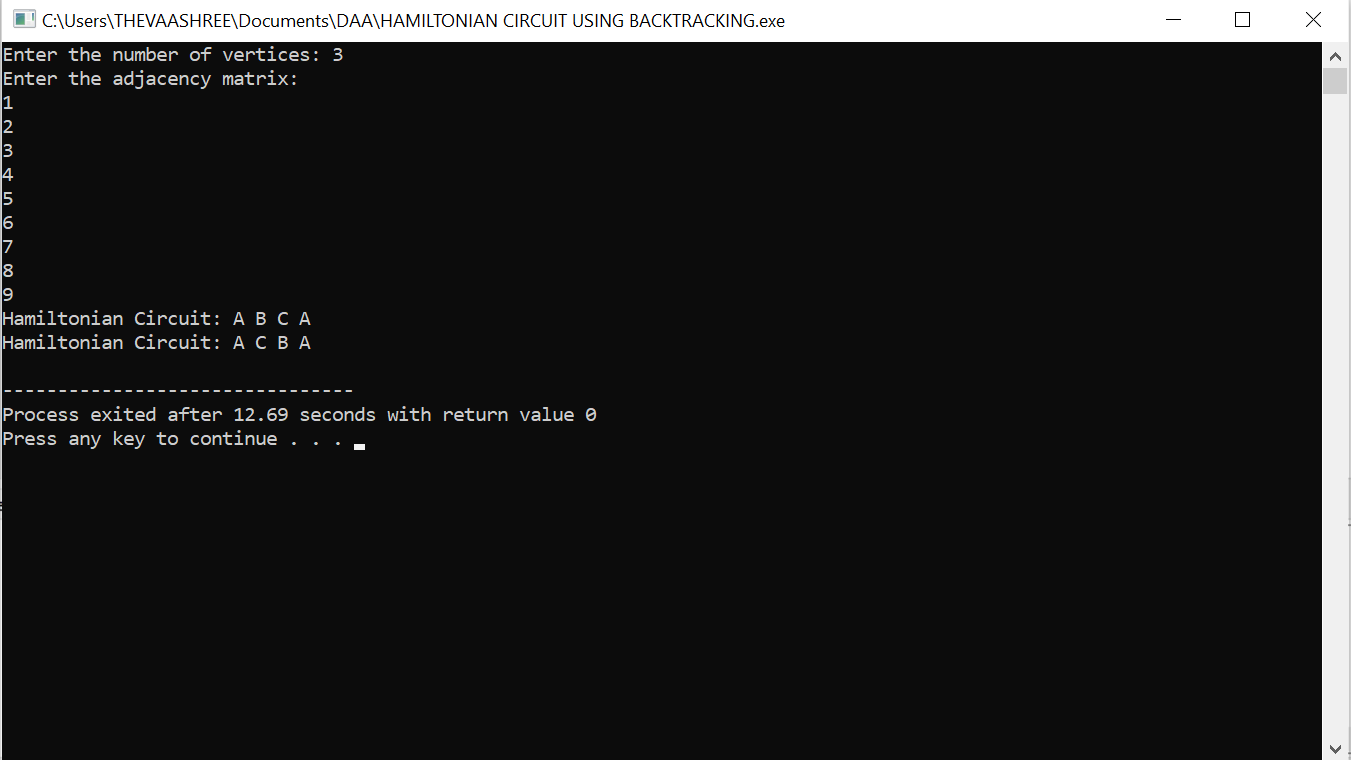 C:\Users\THEVAASHREE\Documents\DAA\HAMILTONIAN CIRCUIT USING BACKTRACKING.exe
Enter the number of vertices: 3
Enter the adjacency matrix:
1
2
3
4
5
6
7
8
9
Hamiltonian Circuit: A B C A
Hamiltonian Circuit: A C B A
--------------------------------
Process exited after 12.69 seconds with return value 0
Press any key to continue . . .